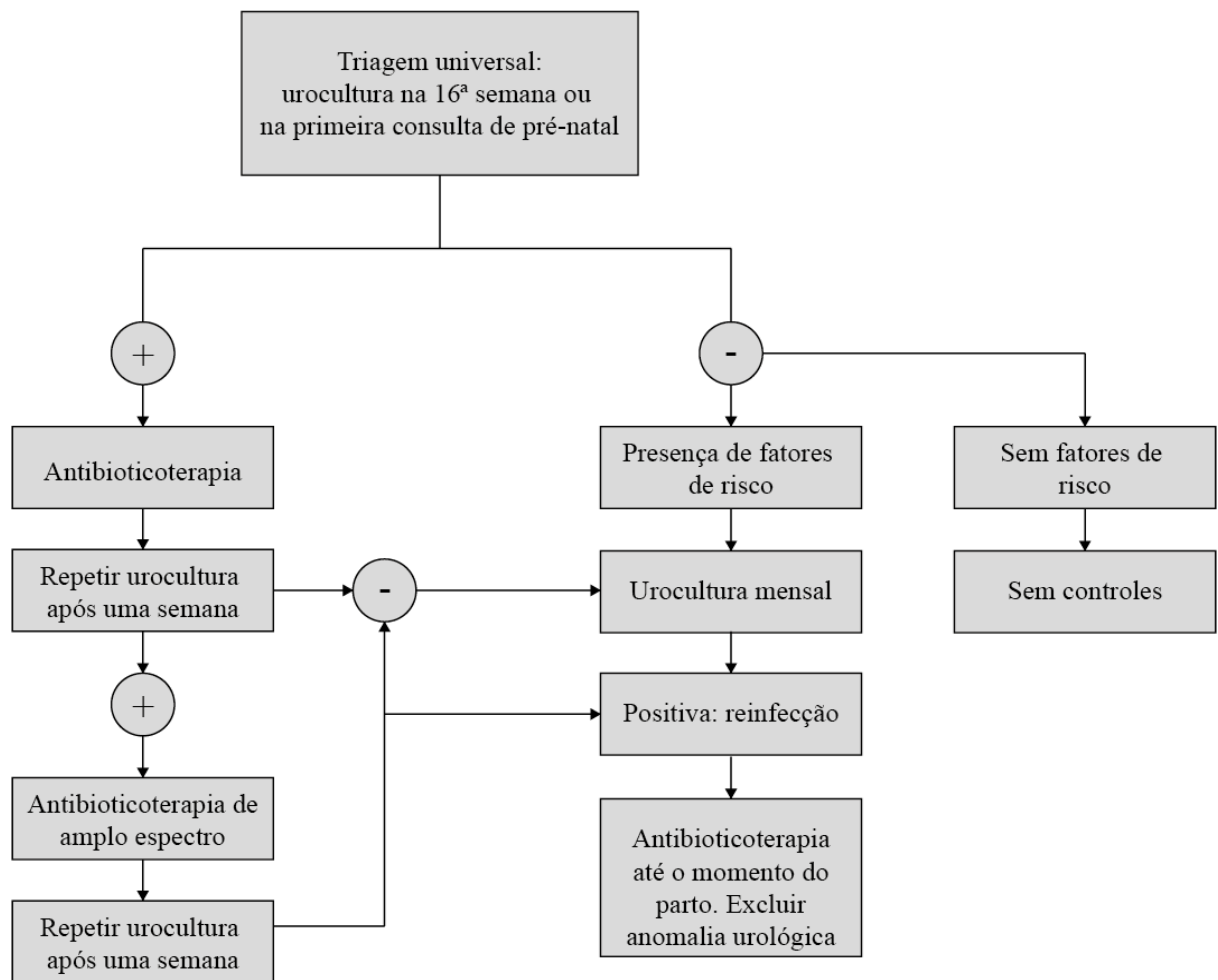 Triagem universal:
urocultura na 16ª semana ou
na primeira consulta de pré-natal
+
-
Antibioticoterapia
Presença de fatores
de risco
Sem fatores de
risco
Repetir urocultura
após uma semana
-
Urocultura mensal
Sem controles
+
Positiva: reinfecção
Antibioticoterapia de
amplo espectro
Antibioticoterapia
até o momento do
parto. Excluir
anomalia urológica
Repetir urocultura
após uma semana